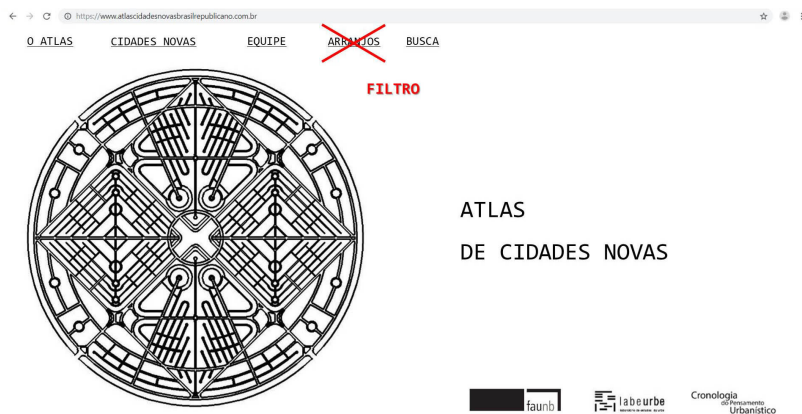 https://www.atlascidadesnovasbrasilrepublicano.com.br
O ATLAS CIDADES NOVAS EQUIPE ARRANJOS BUSCA
FILTRO
ATLAS
DE CIDADES NOVAS
faunb
labeurbe
Cronologia
do Pensamento
Urbanístico